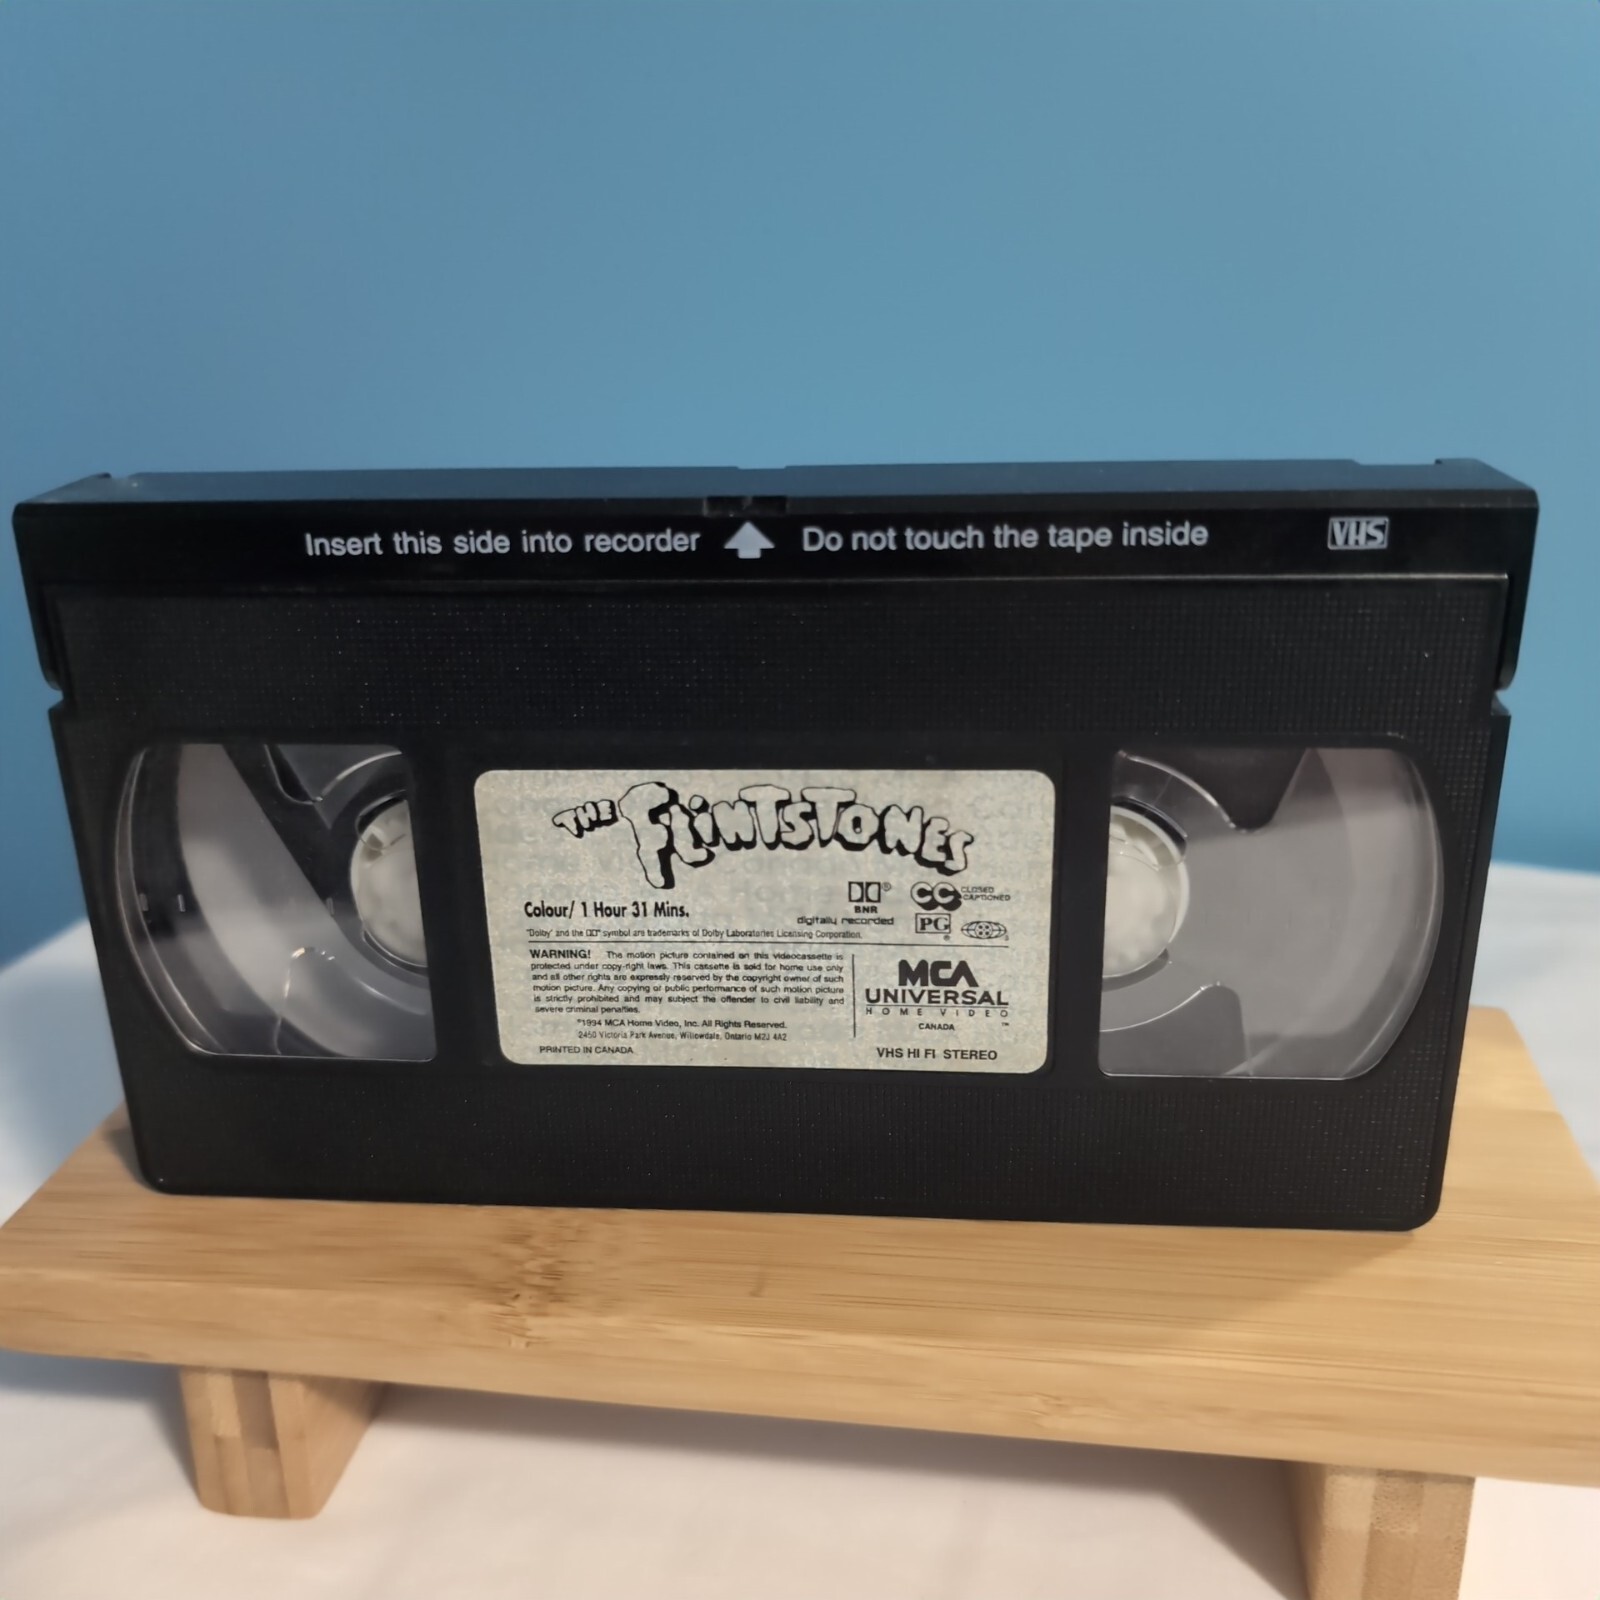 Insert this side into recorder Do not touch the tape inside VHS
THE FLINTSTONES
Colour/ 1 Hour 31 Mins.
BNR
digitally recorded
CC CLOSED CAPTIONED
PG
"Dolby' and the symbol are trademarks of Dolby Laboratories Licensing Corporation.
WARNING! The motion picture contained on this videocassette is
protected under copy-right laws. This cassette is sold for home use only
and all other rights are expressly reserved by the copyright owner of such
motion picture. Any copying or public performance of such motion picture
is strictly prohibited and may subject the offender to civil liability and
severe criminal penalties.
©1994 MCA Home Video, Inc. All Rights Reserved.
2450 Victoria Park Avenue, Willowdale, Ontario M2J 4A2
PRINTED IN CANADA
MCA
UNIVERSAL
HOME VIDEO
CANADA ™
VHS HI FI STEREO